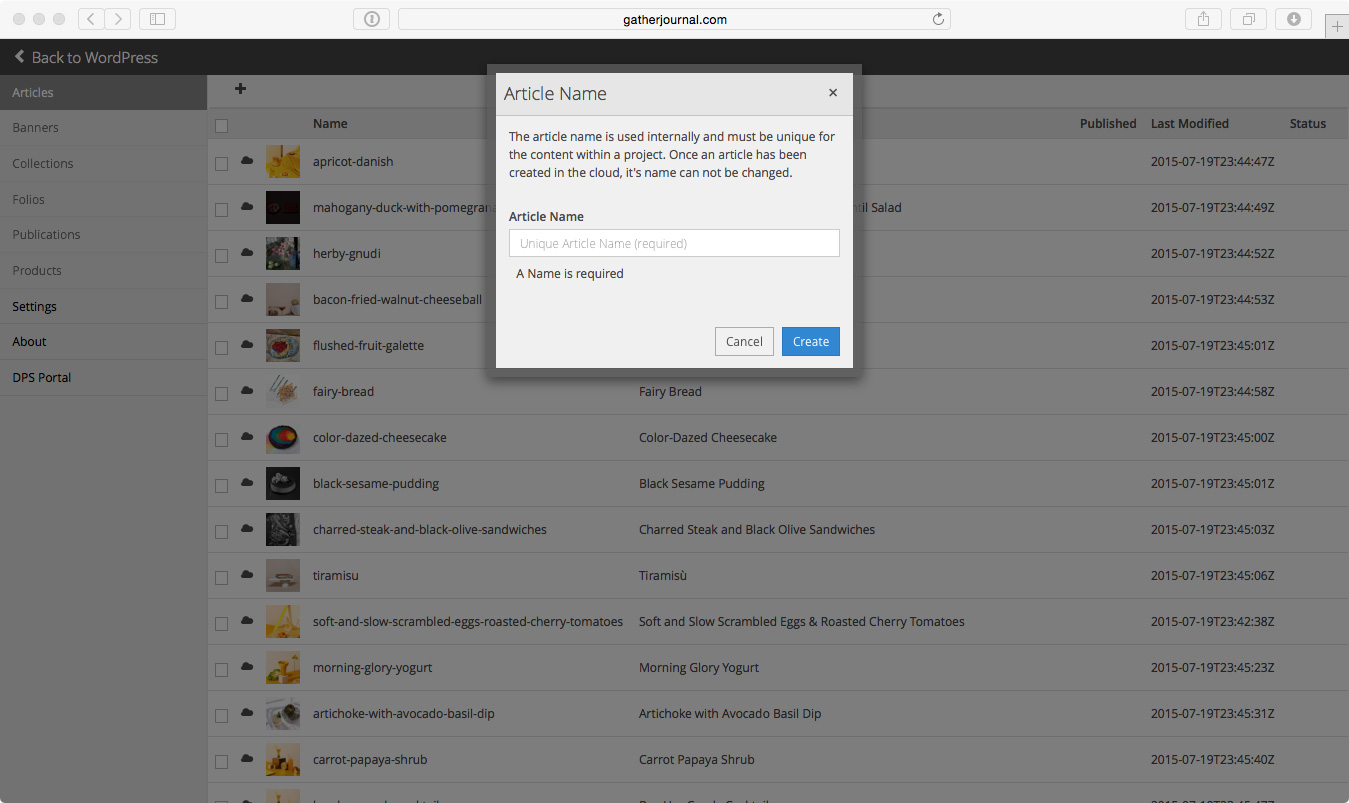 gatherjournal.com
Back to WordPress
Articles
Banners
Collections
Folios
Publications
Products
Settings
About
DPS Portal
Article Name
The article name is used internally and must be unique for
the content within a project. Once an article has been
created in the cloud, it's name can not be changed.
Article Name
Unique Article Name (required)
A Name is required
Cancel
Create
Name Published Last Modified Status
apricot-danish 2015-07-19T23:44:47Z
mahogany-duck-with-pomegrana Salad 2015-07-19T23:44:49Z
herby-gnudi 2015-07-19T23:44:52Z
bacon-fried-walnut-cheeseball 2015-07-19T23:44:53Z
flushed-fruit-galette 2015-07-19T23:45:01Z
fairy-bread Fairy Bread 2015-07-19T23:44:58Z
color-dazed-cheesecake Color-Dazed Cheesecake 2015-07-19T23:45:00Z
black-sesame-pudding Black Sesame Pudding 2015-07-19T23:45:01Z
charred-steak-and-black-olive-sandwiches Charred Steak and Black Olive Sandwiches 2015-07-19T23:45:03Z
tiramisu Tiramisù 2015-07-19T23:45:06Z
soft-and-slow-scrambled-eggs-roasted-cherry-tomatoes Soft and Slow Scrambled Eggs & Roasted Cherry Tomatoes 2015-07-19T23:42:38Z
morning-glory-yogurt Morning Glory Yogurt 2015-07-19T23:45:23Z
artichoke-with-avocado-basil-dip Artichoke with Avocado Basil Dip 2015-07-19T23:45:31Z
carrot-papaya-shrub Carrot Papaya Shrub 2015-07-19T23:45:40Z